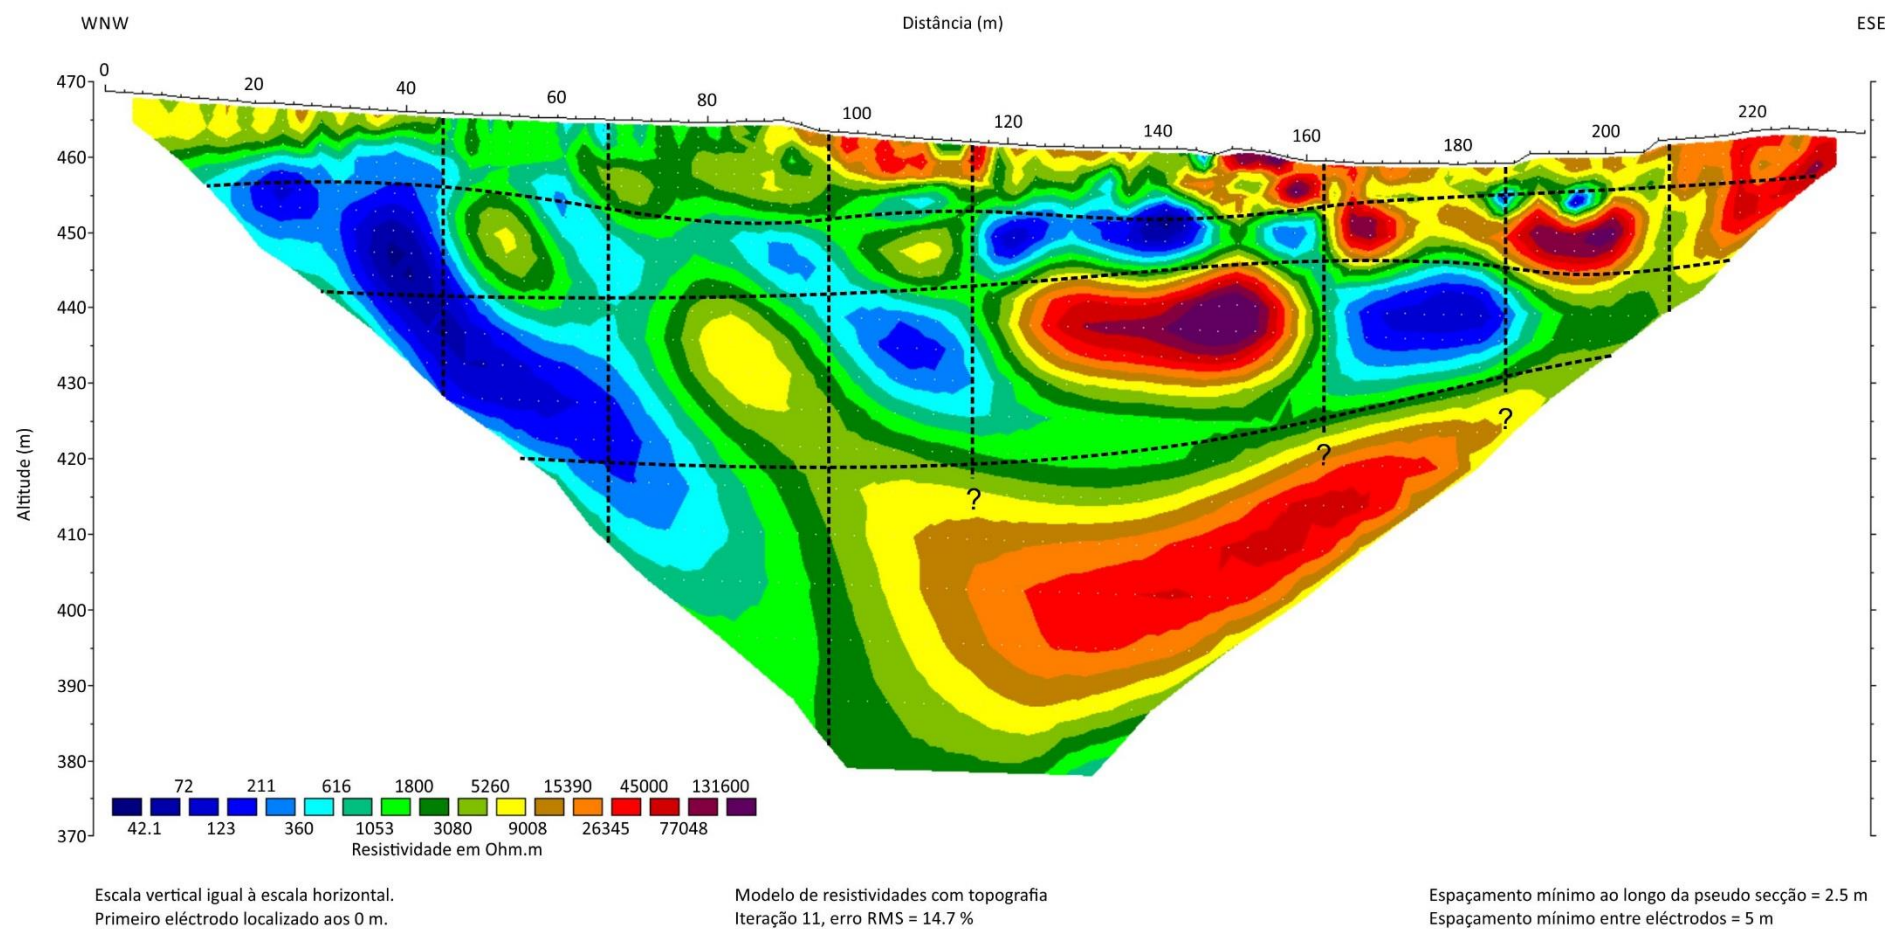 WNW
Distância (m)
ESE
0
20
40
60
80
100
120
140
160
180
200
220
470
460
450
440
430
420
410
400
390
380
370
Altitude (m)
?
?
?
72 211 616 1800 5260 15390 45000 131600
42.1 123 360 1053 3080 9008 26345 77048
Resistividade em Ohm.m
Escala vertical igual à escala horizontal.
Primeiro eléctrodo localizado aos 0 m.
Modelo de resistividades com topografia
Iteração 11, erro RMS = 14.7 %
Espaçamento mínimo ao longo da pseudo secção = 2.5 m
Espaçamento mínimo entre eléctrodos = 5 m